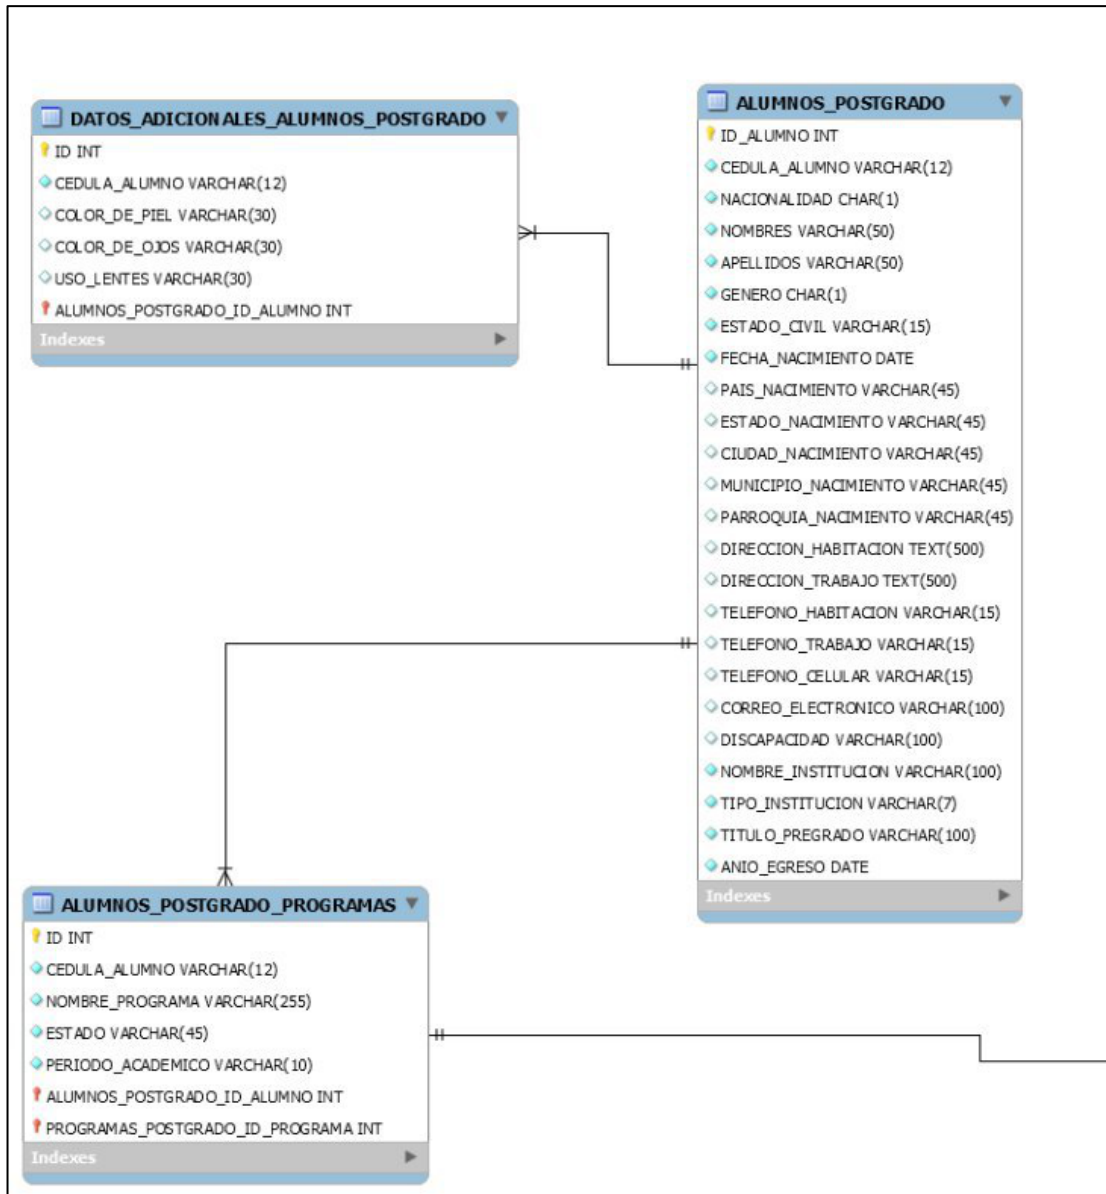 DATOS_ADICIONALES_ALUMNOS_POSTGRADO
ID INT
CEDULA_ALUMNO VARCHAR(12)
COLOR_DE_PIEL VARCHAR(30)
COLOR_DE_OJOS VARCHAR(30)
USO_LENTES VARCHAR(30)
ALUMNOS_POSTGRADO_ID_ALUMNO INT
Indexes
ALUMNOS_POSTGRADO
ID_ALUMNO INT
CEDULA_ALUMNO VARCHAR(12)
NACIONALIDAD CHAR(1)
NOMBRES VARCHAR(50)
APELLIDOS VARCHAR(50)
GENERO CHAR(1)
ESTADO_CIVIL VARCHAR(15)
FECHA_NACIMIENTO DATE
PAIS_NACIMIENTO VARCHAR(45)
ESTADO_NACIMIENTO VARCHAR(45)
CIUDAD_NACIMIENTO VARCHAR(45)
MUNICIPIO_NACIMIENTO VARCHAR(45)
PARROQUIA_NACIMIENTO VARCHAR(45)
DIRECCION_HABITACION TEXT(500)
DIRECCION_TRABAJO TEXT(500)
TELEFONO_HABITACION VARCHAR(15)
TELEFONO_TRABAJO VARCHAR(15)
TELEFONO_CELULAR VARCHAR(15)
CORREO_ELECTRONICO VARCHAR(100)
DISCAPACIDAD VARCHAR(100)
NOMBRE_INSTITUCION VARCHAR(100)
TIPO_INSTITUCION VARCHAR(7)
TITULO_PREGRADO VARCHAR(100)
ANIO_EGRESO DATE
Indexes
ALUMNOS_POSTGRADO_PROGRAMAS
ID INT
CEDULA_ALUMNO VARCHAR(12)
NOMBRE_PROGRAMA VARCHAR(255)
ESTADO VARCHAR(45)
PERIODO_ACADEMICO VARCHAR(10)
ALUMNOS_POSTGRADO_ID_ALUMNO INT
PROGRAMAS_POSTGRADO_ID_PROGRAMA INT
Indexes